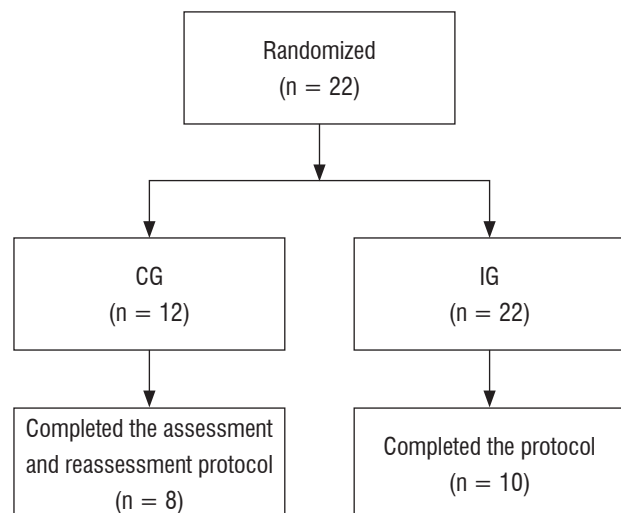 Randomized
(n = 22)
CG
(n = 12)
IG
(n = 22)
Completed the assessment
and reassessment protocol
(n = 8)
Completed the protocol
(n = 10)